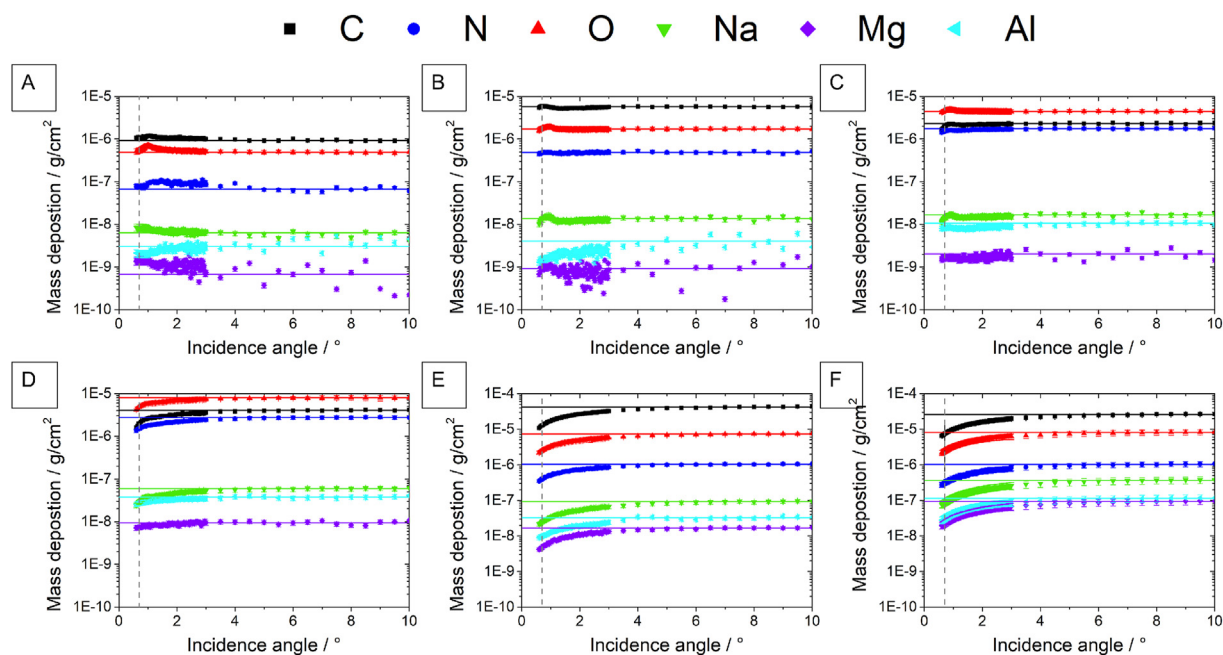 C N O Na Mg Al
A B C
1E-5 1E-5 1E-5
1E-6 1E-6 1E-6
1E-7 1E-7 1E-7
1E-8 1E-8 1E-8
1E-9 1E-9 1E-9
1E-10 1E-10 1E-10
Mass depostion / g/cm² Mass depostion / g/cm² Mass depostion / g/cm²
0 2 4 6 8 10 0 2 4 6 8 10 0 2 4 6 8 10
Incidence angle / ° Incidence angle / ° Incidence angle / °
D E F
1E-5 1E-4 1E-4
1E-6 1E-5 1E-5
1E-7 1E-6 1E-6
1E-8 1E-7 1E-7
1E-9 1E-8 1E-8
1E-10 1E-9 1E-9
1E-10 1E-10
Mass depostion / g/cm² Mass depostion / g/cm² Mass depostion / g/cm²
0 2 4 6 8 10 0 2 4 6 8 10 0 2 4 6 8 10
Incidence angle / ° Incidence angle / ° Incidence angle / °